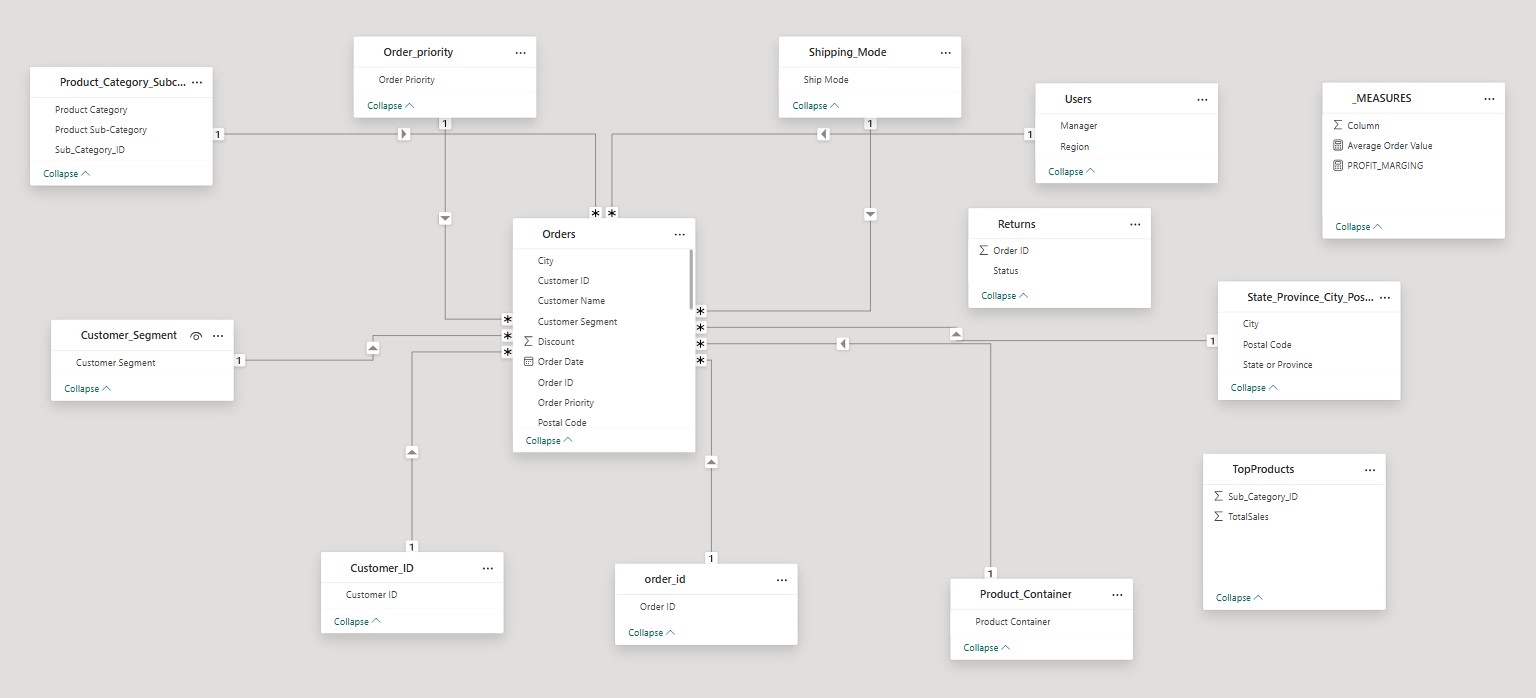 Order_priority
Order Priority
Collapse
Shipping_Mode
Ship Mode
Collapse
Product_Category_Subc...
Product Category
Product Sub-Category
Sub_Category_ID
Collapse
Users
Manager
Region
Collapse
_MEASURES
Column
Average Order Value
PROFIT_MARGING
Collapse
1
1
1
1
*
*
Orders
City
Customer ID
Customer Name
Customer Segment
Discount
Order Date
Order ID
Order Priority
Postal Code
Collapse
Returns
Order ID
Status
Collapse
State_Province_City_Pos...
City
Postal Code
State or Province
Collapse
Customer_Segment
Customer Segment
Collapse
*
*
*
*
*
*
*
1
1
TopProducts
Sub_Category_ID
TotalSales
Collapse
1
1
1
Customer_ID
Customer ID
Collapse
order_id
Order ID
Collapse
Product_Container
Product Container
Collapse